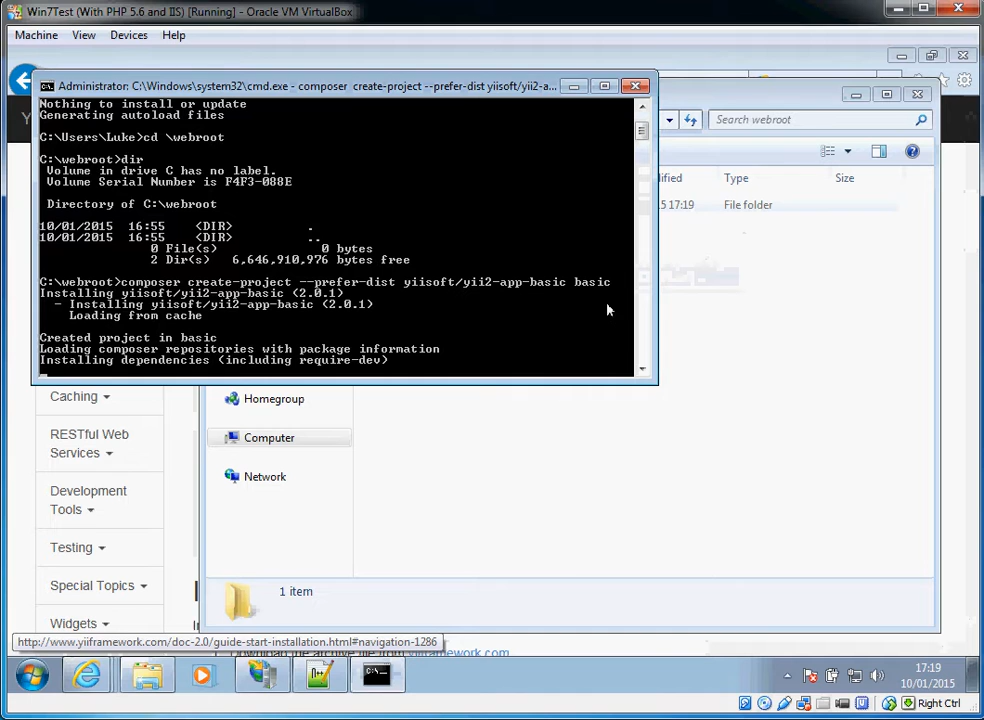 Win7Test (With PHP 5.6 and IIS) [Running] - Oracle VM VirtualBox
Machine View Devices Help
Administrator: C:\Windows\system32\cmd.exe - composer create-project --prefer-dist yiisoft/yii2-a...
Nothing to install or update
Generating autoload files
C:\Users\Luke>cd \webroot
C:\webroot>dir
Volume in drive C has no label.
Volume Serial Number is F4F3-088E
Directory of C:\webroot
10/01/2015 16:55 <DIR> .
10/01/2015 16:55 <DIR> ..
0 File(s) 0 bytes
2 Dir(s) 6,646,910,976 bytes free
C:\webroot>composer create-project --prefer-dist yiisoft/yii2-app-basic basic
Installing yiisoft/yii2-app-basic (2.0.1)
- Installing yiisoft/yii2-app-basic (2.0.1)
Loading from cache
Created project in basic
Loading composer repositories with package information
Installing dependencies (including require-dev)
Search webroot
Type Size
17:19 File folder
Homegroup
Computer
Network
1 item
Caching
RESTful Web
Services
Development
Tools
Testing
Special Topics
Widgets
http://www.yiiframework.com/doc-2.0/guide-start-installation.html#navigation-1286
yiiframework.com
17:19
10/01/2015
Right Ctrl